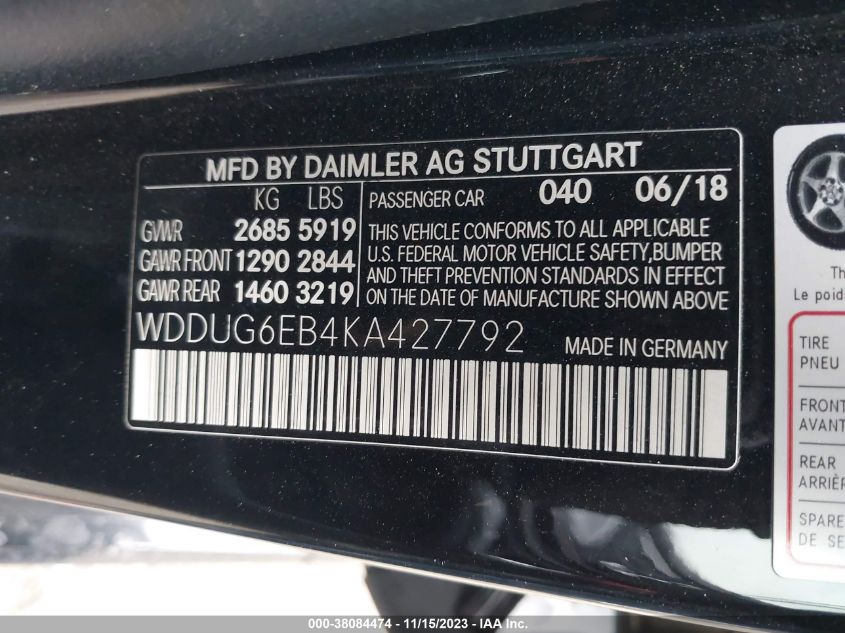 MFD BY DAIMLER AG STUTTGART
KG LBS
GVWR 2685 5919
GAWR FRONT 1290 2844
GAWR REAR 1460 3219
PASSENGER CAR 040 06/18
THIS VEHICLE CONFORMS TO ALL APPLICABLE
U.S. FEDERAL MOTOR VEHICLE SAFETY,BUMPER
AND THEFT PREVENTION STANDARDS IN EFFECT
ON THE DATE OF MANUFACTURE SHOWN ABOVE
WDDUG6EB4KA427792
MADE IN GERMANY
Le
TIRE
PNEU
FRONT
AVANT
REAR
ARRIÈR
SPARE
DE SE
000-38084474 - 11/15/2023 - IAA Inc.